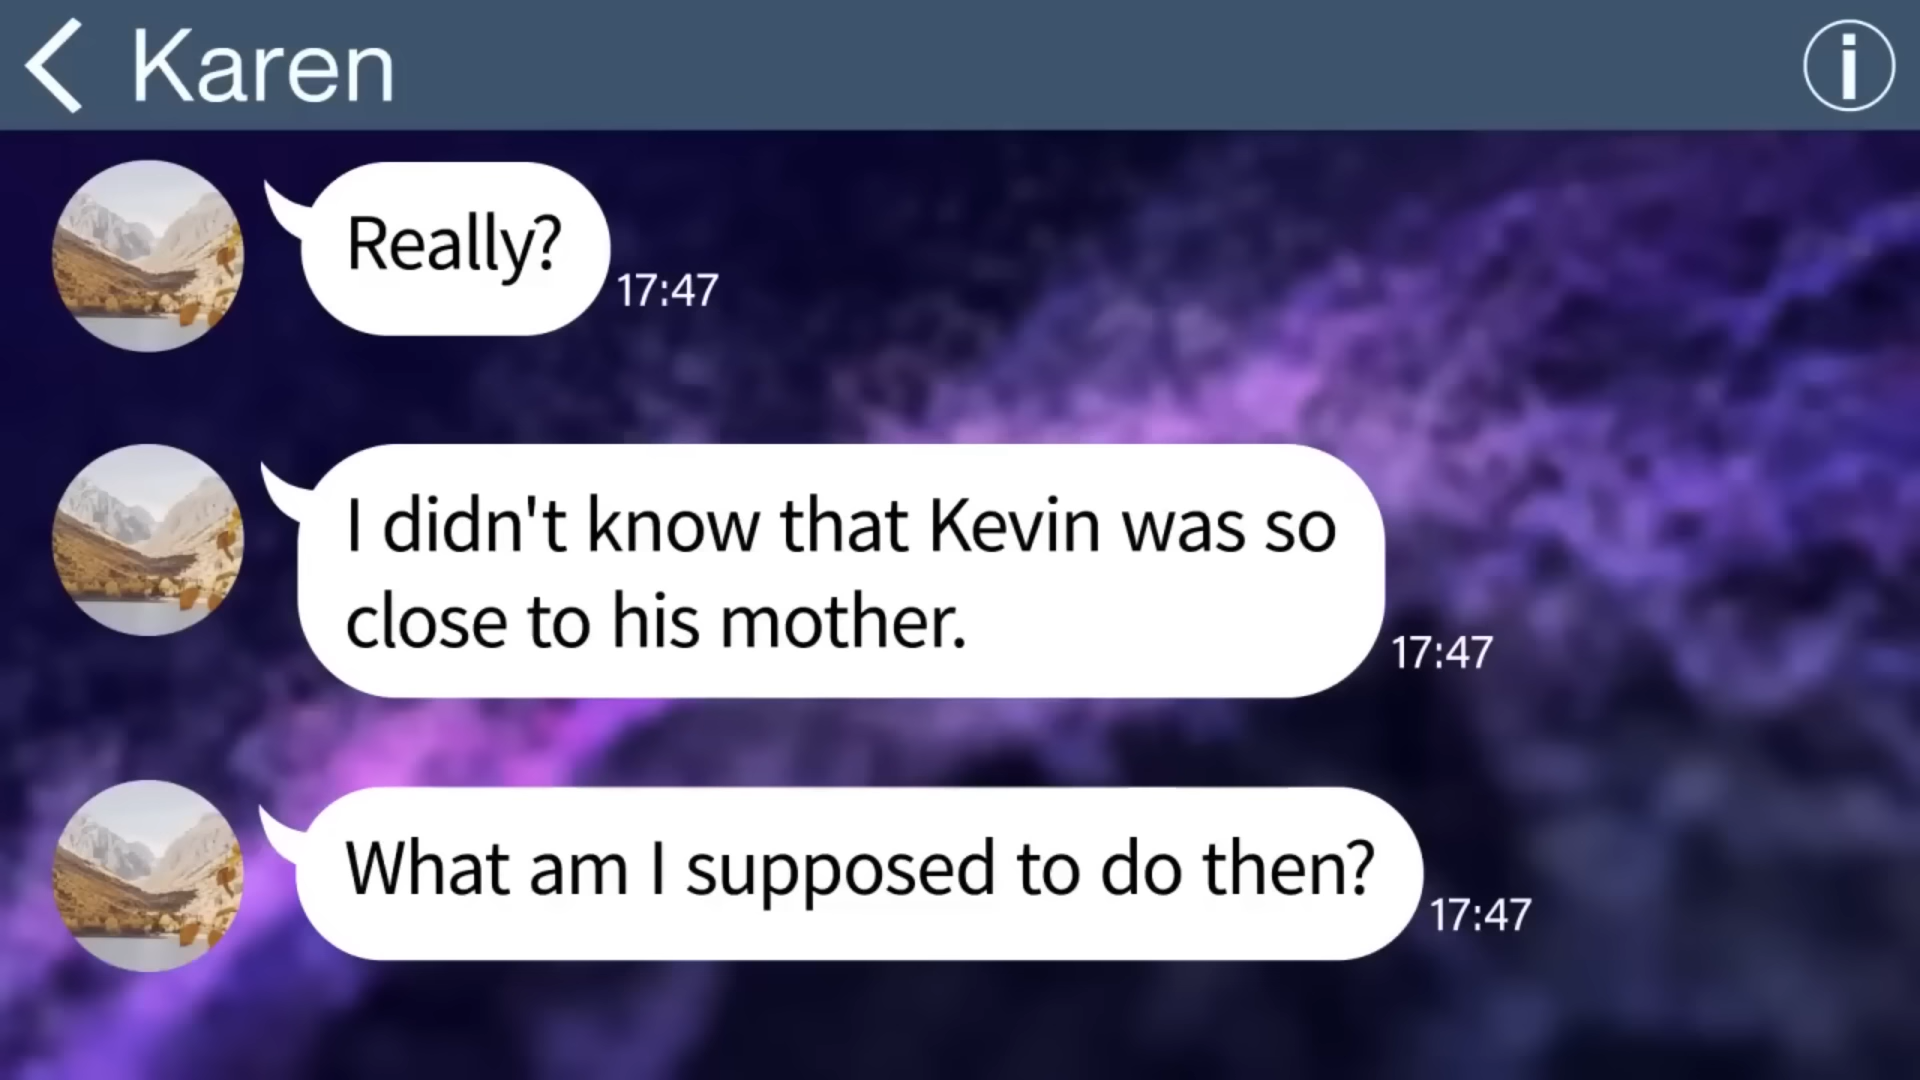 Karen
Really?
17:47
I didn't know that Kevin was so
close to his mother.
17:47
What am I supposed to do then?
17:47